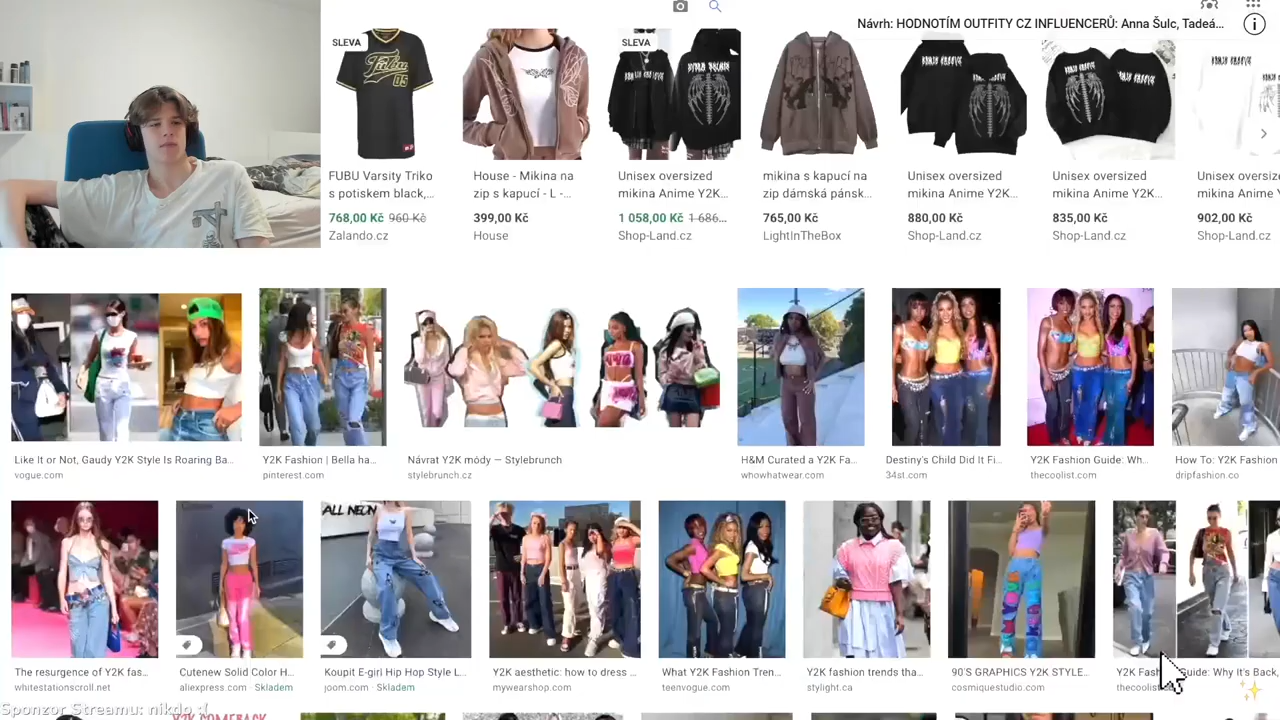 Návrh: HODNOTÍM OUTFITY CZ INFLUENCERŮ: Anna Šulc, Tadeá...
SLEVA
SLEVA
FUBU Varsity Triko
s potiskem black,...
768,00 Kč 960 Kč
Zalando.cz
House - Mikina na
zip s kapucí - L -...
399,00 Kč
House
Unisex oversized
mikina Anime Y2K...
1 058,00 Kč 1 686...
Shop-Land.cz
mikina s kapucí na
zip dámská pánsk...
765,00 Kč
LightInTheBox
Unisex oversized
mikina Anime Y2K...
880,00 Kč
Shop-Land.cz
Unisex oversized
mikina Anime Y2K...
835,00 Kč
Shop-Land.cz
Unisex oversize
mikina Anime Y
902,00 Kč
Shop-Land.cz
Like It or Not, Gaudy Y2K Style Is Roaring Ba...
vogue.com
Y2K Fashion | Bella ha...
pinterest.com
Návrat Y2K módy — Stylebrunch
stylebrunch.cz
H&M Curated a Y2K Fa...
whowhatwear.com
Destiny's Child Did It Fi...
34st.com
Y2K Fashion Guide: Wh...
thecoolist.com
How To: Y2K Fashion
dripfashion.co
ALL NEON
The resurgence of Y2K fas...
whitestationscroll.net
Cutenew Solid Color H...
aliexpress.com · Skladem
Koupit E-girl Hip Hop Style L...
joom.com · Skladem
Y2K aesthetic: how to dress ...
mywearshop.com
What Y2K Fashion Tren...
teenvogue.com
Y2K fashion trends tha...
stylight.ca
90'S GRAPHICS Y2K STYLE...
cosmiquestudio.com
Y2K Fash Guide: Why It's Back,
thecoolist
Sponzor Streamu: nikdo :(
Y2K COMEBACK